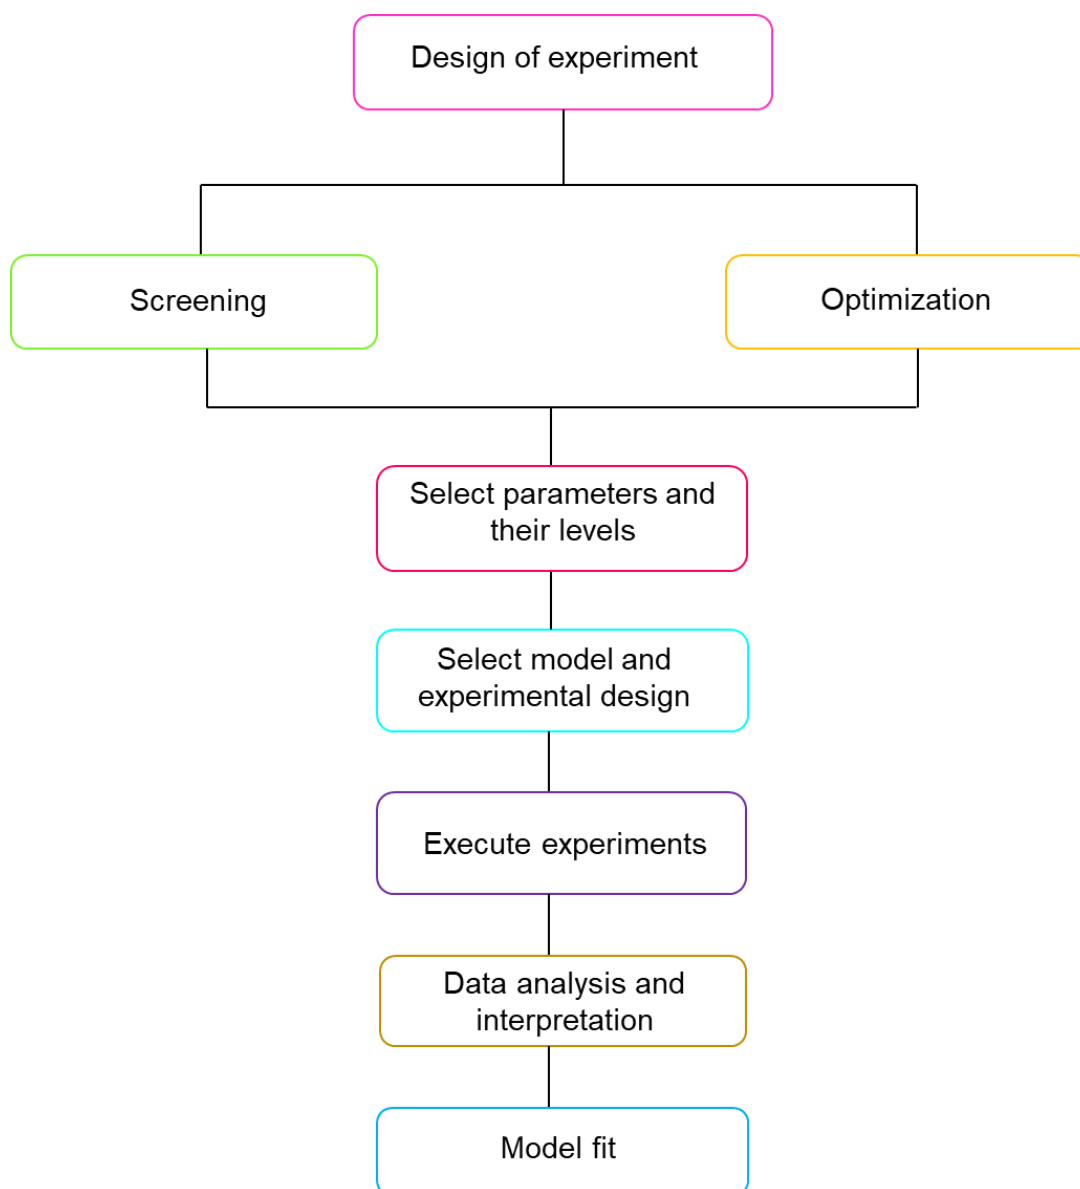 Design of experiment
Screening
Optimization
Select parameters and
their levels
Select model and
experimental design
Execute experiments
Data analysis and
interpretation
Model fit